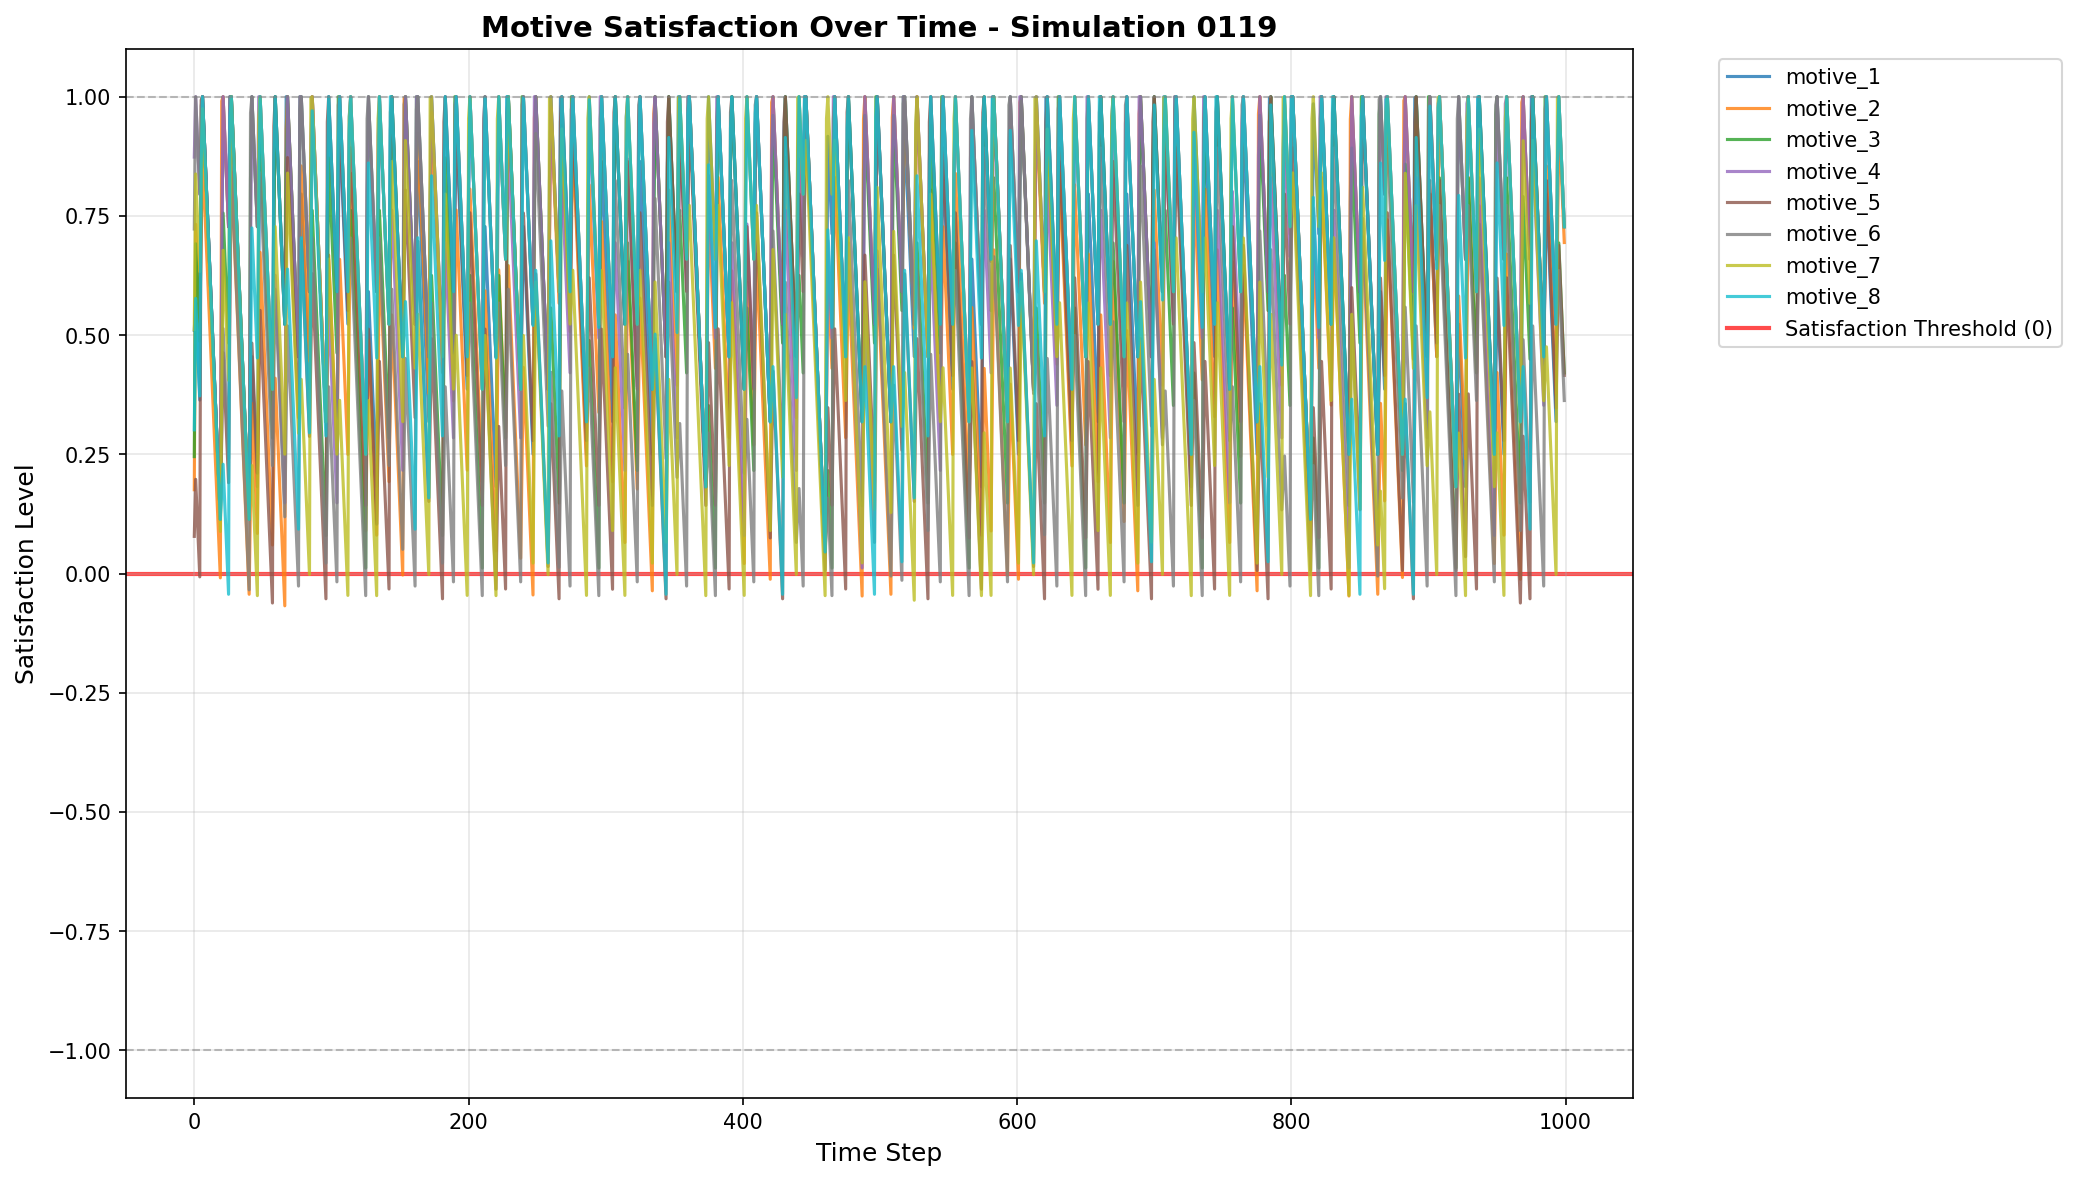 Motive Satisfaction Over Time - Simulation 0119
1.00
0.75
0.50
0.25
0.00
−0.25
−0.50
−0.75
−1.00
Satisfaction Level
0
200
400
600
800
1000
Time Step
motive_1
motive_2
motive_3
motive_4
motive_5
motive_6
motive_7
motive_8
Satisfaction Threshold (0)